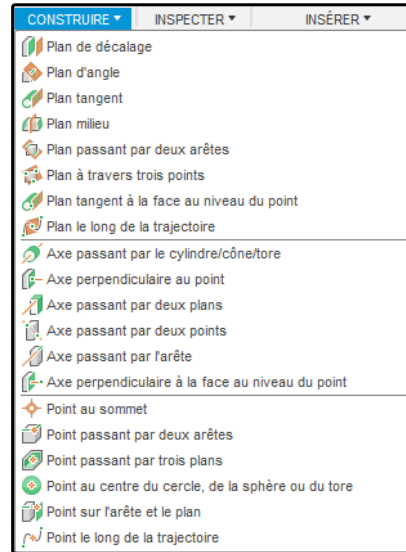 CONSTRUIRE ▾ INSPECTER ▾ INSÉRER ▾
Plan de décalage
Plan d'angle
Plan tangent
Plan milieu
Plan passant par deux arêtes
Plan à travers trois points
Plan tangent à la face au niveau du point
Plan le long de la trajectoire
Axe passant par le cylindre/cône/tore
Axe perpendiculaire au point
Axe passant par deux plans
Axe passant par deux points
Axe passant par l'arête
Axe perpendiculaire à la face au niveau du point
Point au sommet
Point passant par deux arêtes
Point passant par trois plans
Point au centre du cercle, de la sphère ou du tore
Point sur l'arête et le plan
Point le long de la trajectoire